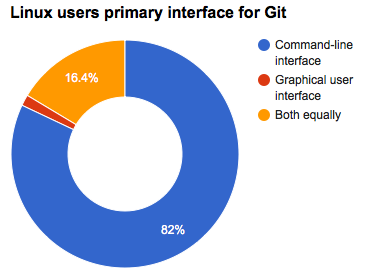 Linux users primary interface for Git
Command-line
interface
Graphical user
interface
Both equally
16.4%
82%